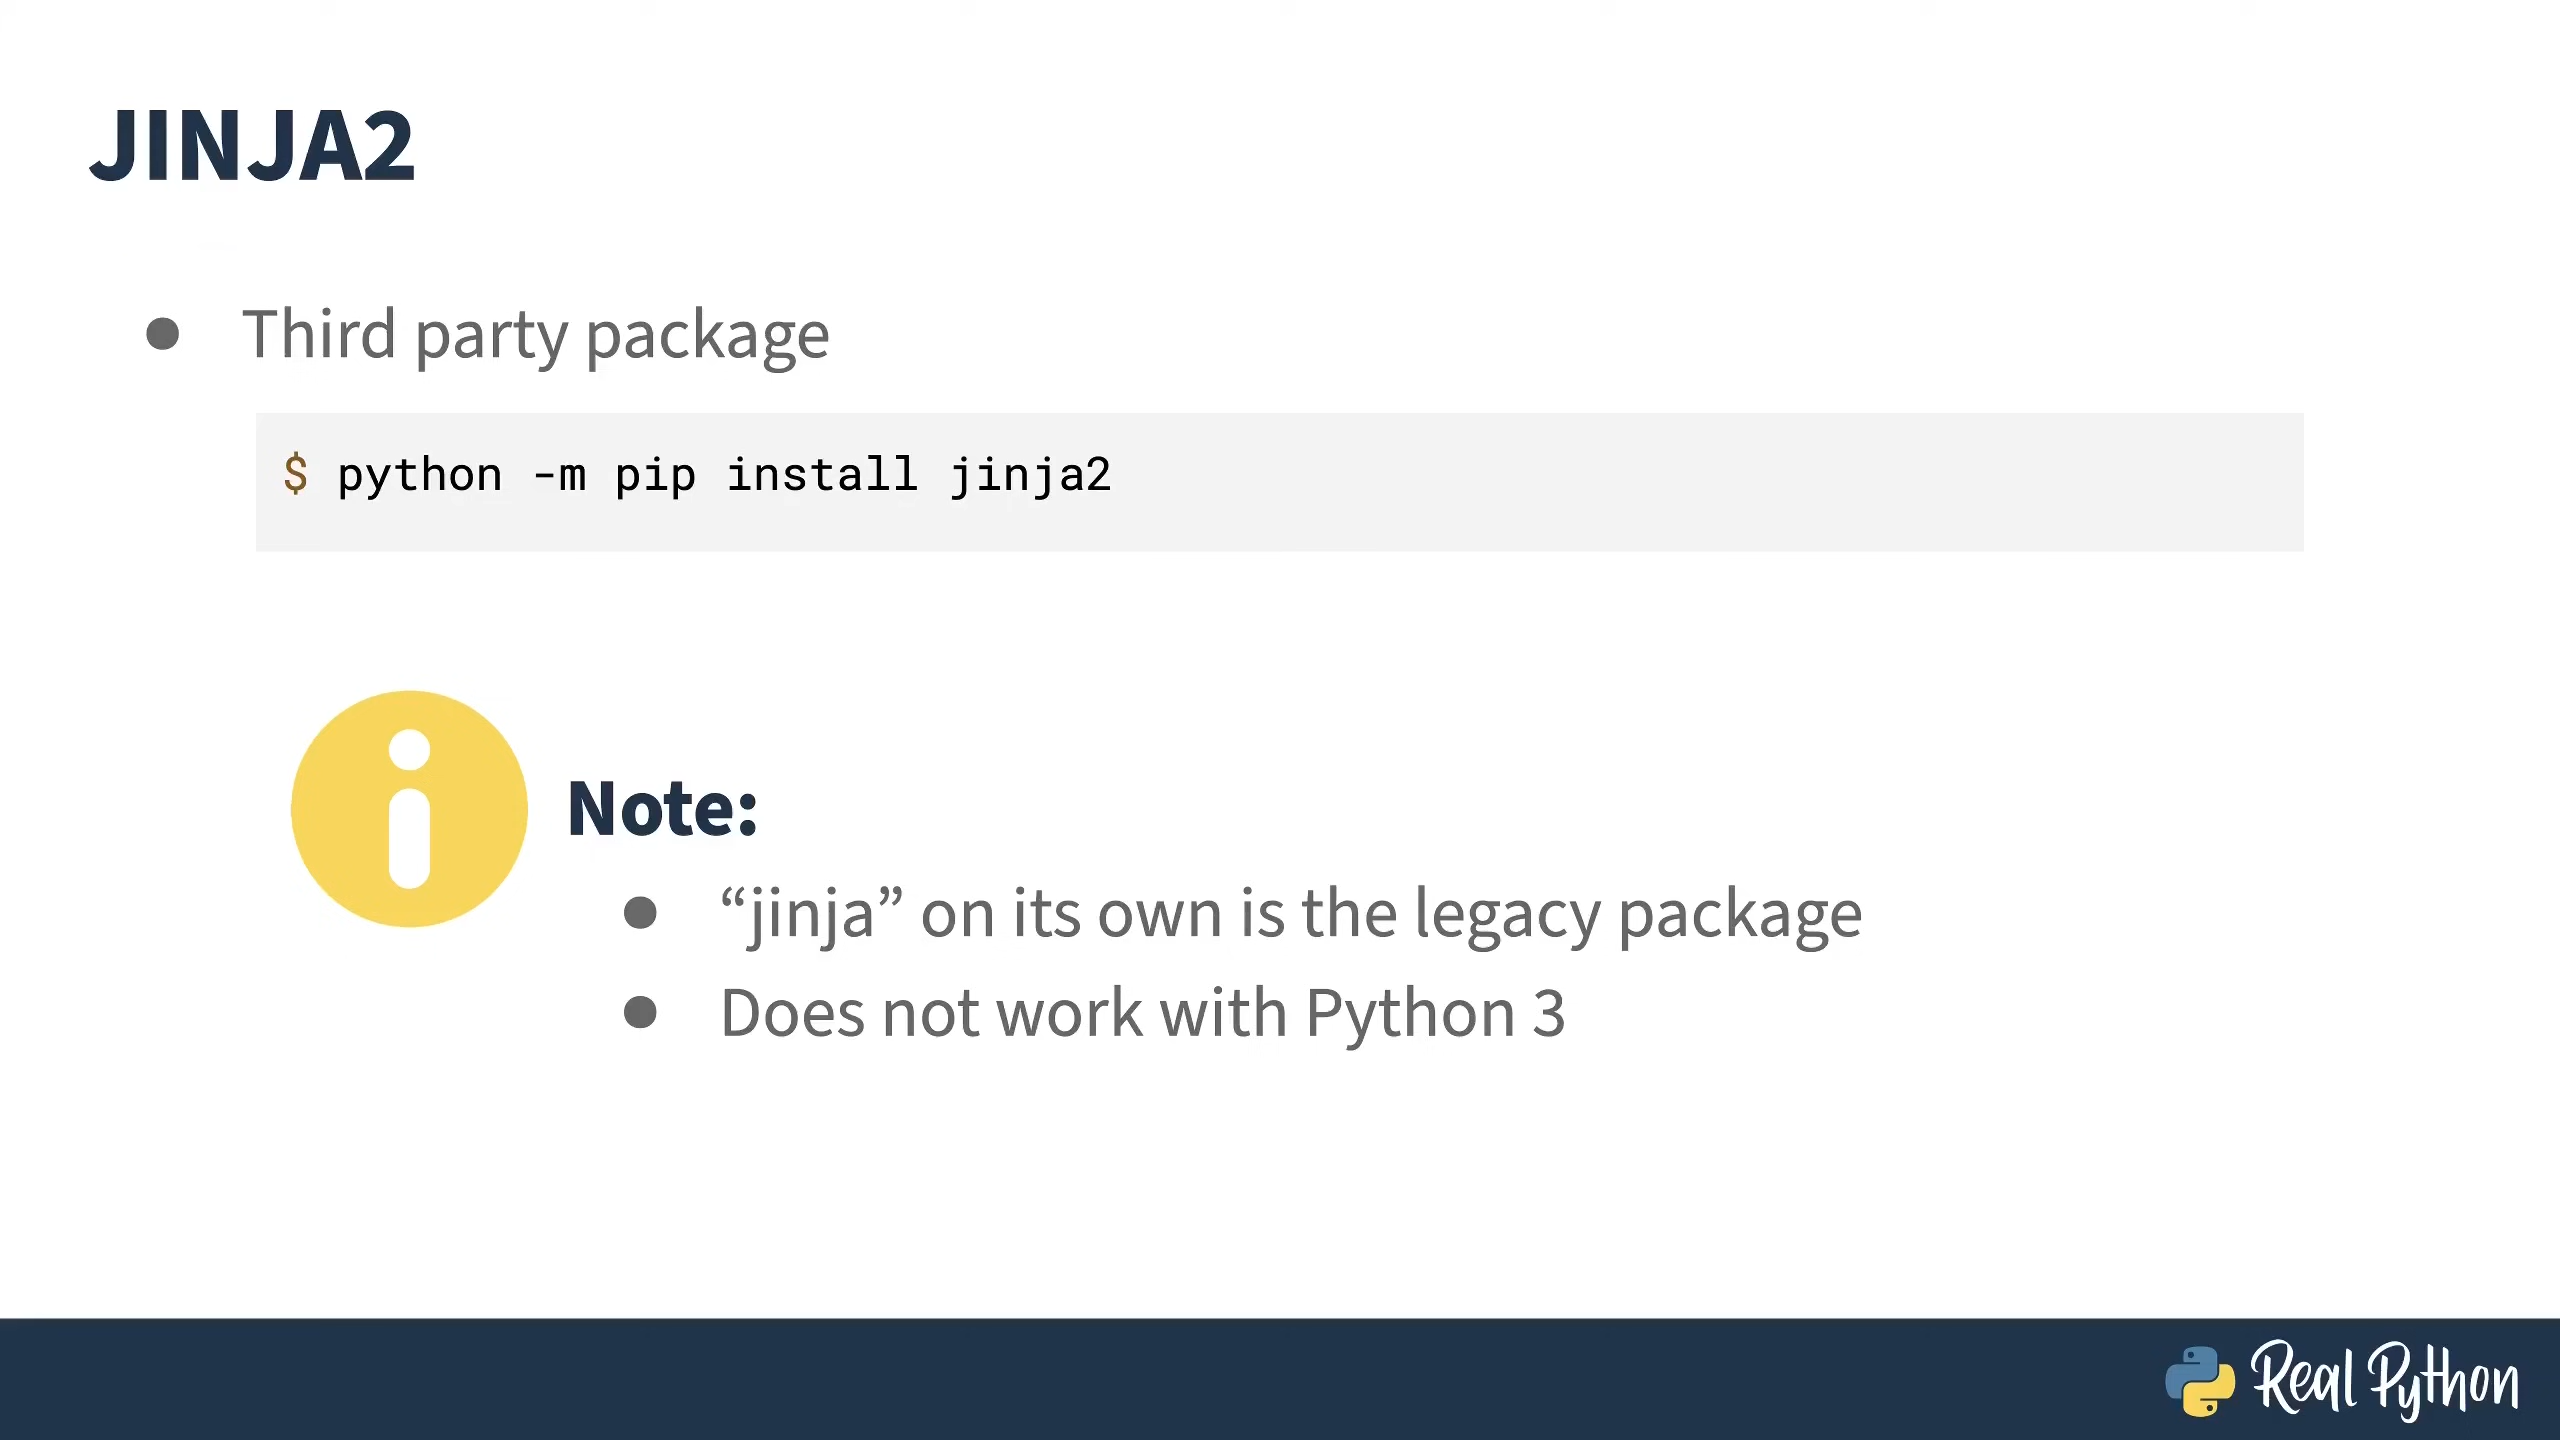 JINJA2
● Third party package
$ python -m pip install jinja2
Note:
● “jinja” on its own is the legacy package
● Does not work with Python 3
Real Python